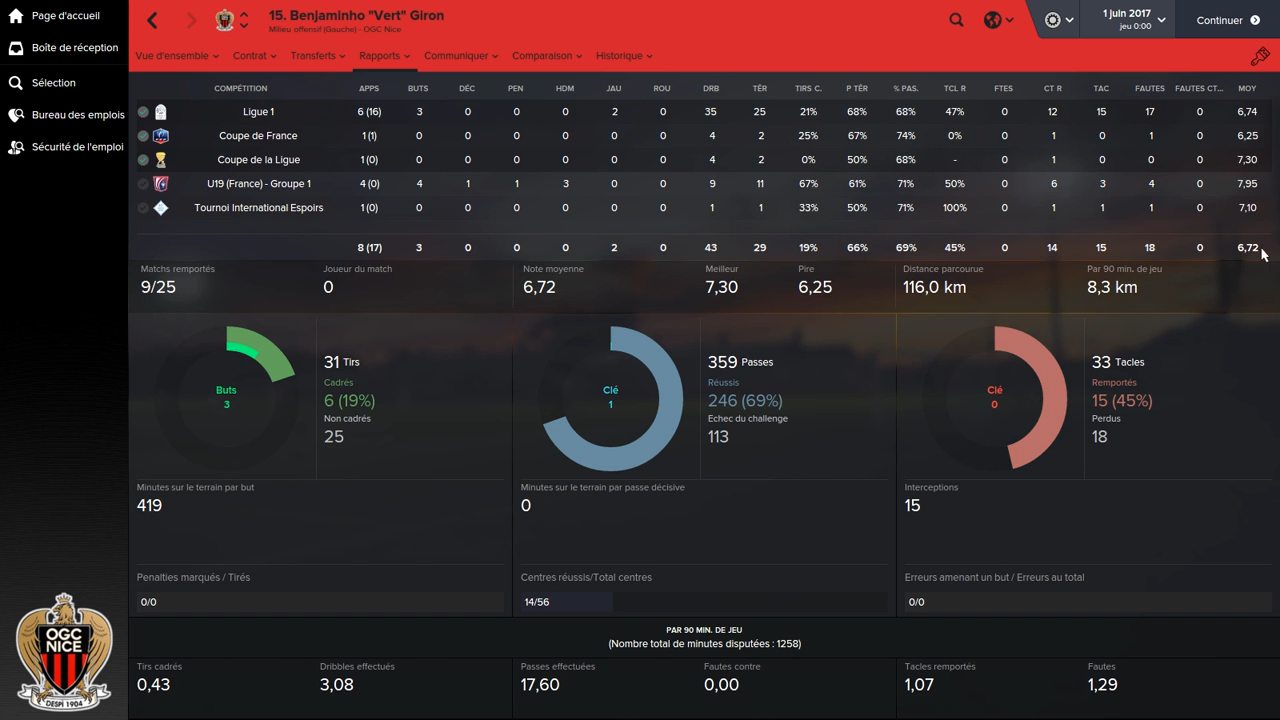 Page d'accueil
Boîte de réception
Sélection
Bureau des emplois
Sécurité de l'emploi
15. Benjaminho "Vert" Giron
Milieu offensif (Gauche) - OGC Nice
1 juin 2017
jeu 0:00
Continuer
Vue d'ensemble Contrat Transferts Rapports Communiquer Comparaison Historique
COMPÉTITION APPS BUTS DÉC PEN HDM JAU ROU DRB TÊR TIRS C. P TÊR % PAS. TCL R FTES CT R TAC FAUTES FAUTES CT... MOY
Ligue 1 6 (16) 3 0 0 0 2 0 35 25 21% 68% 68% 47% 0 12 15 17 0 6,74
Coupe de France 1 (1) 0 0 0 0 0 0 4 2 25% 67% 74% 0% 0 1 0 1 0 6,25
Coupe de la Ligue 1 (0) 0 0 0 0 0 0 4 2 0% 50% 68% - 0 1 0 0 0 7,30
U19 (France) - Groupe 1 4 (0) 4 1 1 3 0 0 9 11 67% 61% 71% 50% 0 6 3 4 0 7,95
Tournoi International Espoirs 1 (0) 0 0 0 0 0 0 1 1 33% 50% 71% 100% 0 1 1 1 0 7,10
8 (17) 3 0 0 0 2 0 43 29 19% 66% 69% 45% 0 14 15 18 0 6,72
Matchs remportés Joueur du match Note moyenne Meilleur Pire Distance parcourue Par 90 min. de jeu
9/25 0 6,72 7,30 6,25 116,0 km 8,3 km
Buts
3
31 Tirs
Cadrés
6 (19%)
Non cadrés
25
Clé
1
359 Passes
Réussis
246 (69%)
Echec du challenge
113
Clé
0
33 Tacles
Remportés
15 (45%)
Perdus
18
Minutes sur le terrain par but
419
Minutes sur le terrain par passe décisive
0
Interceptions
15
Penalties marqués / Tirés
0/0
Centres réussis/Total centres
14/56
Erreurs amenant un but / Erreurs au total
0/0
PAR 90 MIN. DE JEU
(Nombre total de minutes disputées : 1258)
Tirs cadrés Dribbles effectués Passes effectuées Fautes contre Tacles remportés Fautes
0,43 3,08 17,60 0,00 1,07 1,29
OGC
NICE
DESPI 1904